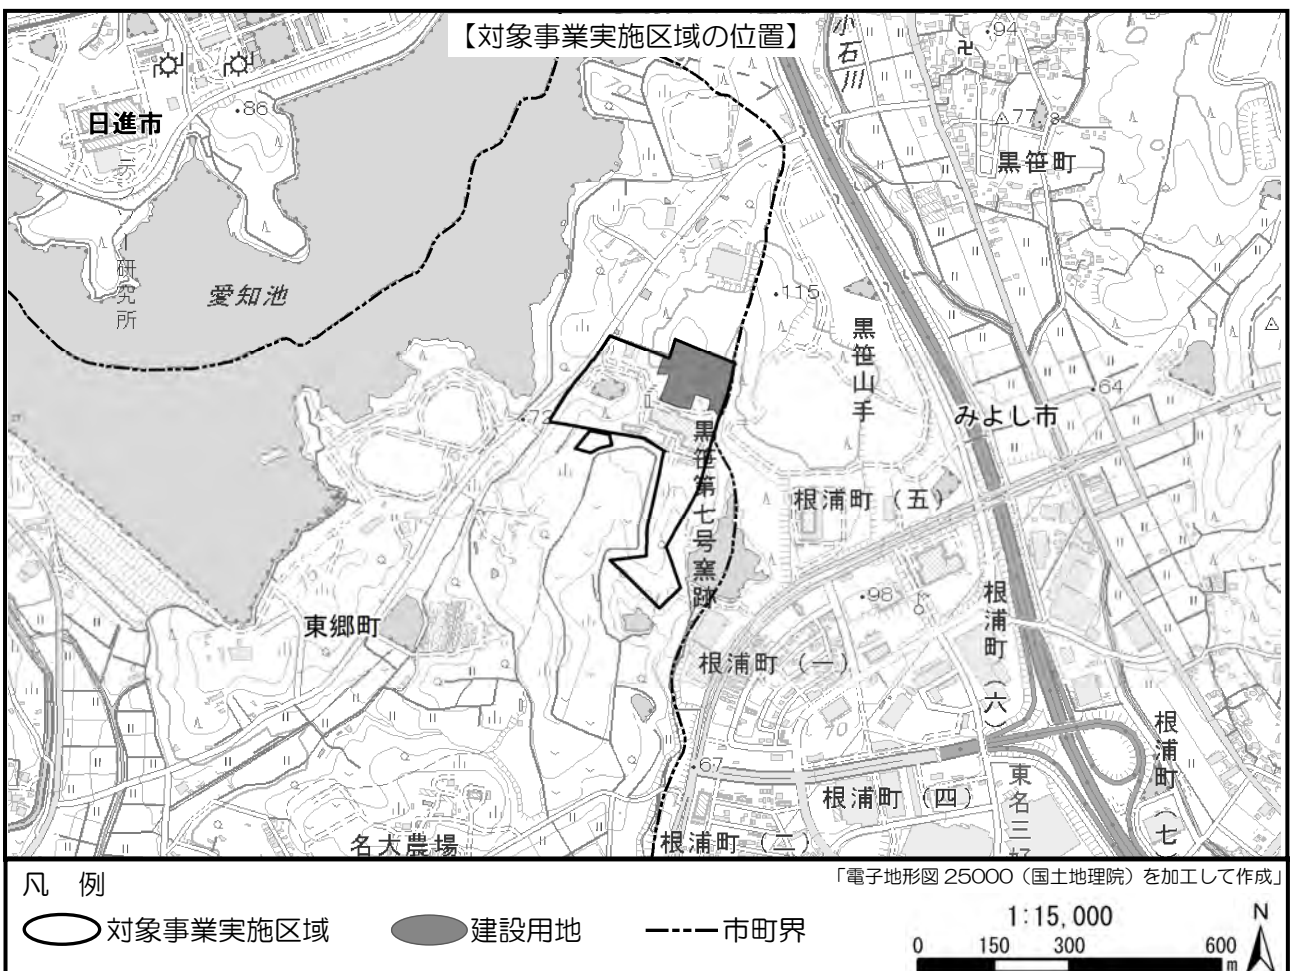 【対象事業実施区域の位置】
小石川
・94
卍
日進市
・86
77.8
黒笹町
デンソー研究所
愛知池
・115
黒笹山手
・64
みよし市
・72
黒笹第七号窯跡
根浦町（五）
・98
根浦町（六）
東郷町
根浦町（一）
70
根浦町（七）
・67
根浦町（四）
東名三好
名大農場
根浦町（二）
凡 例
「電子地形図 25000（国土地理院）を加工して作成」
対象事業実施区域
建設用地
市町界
1:15,000
N
0 150 300 600
m